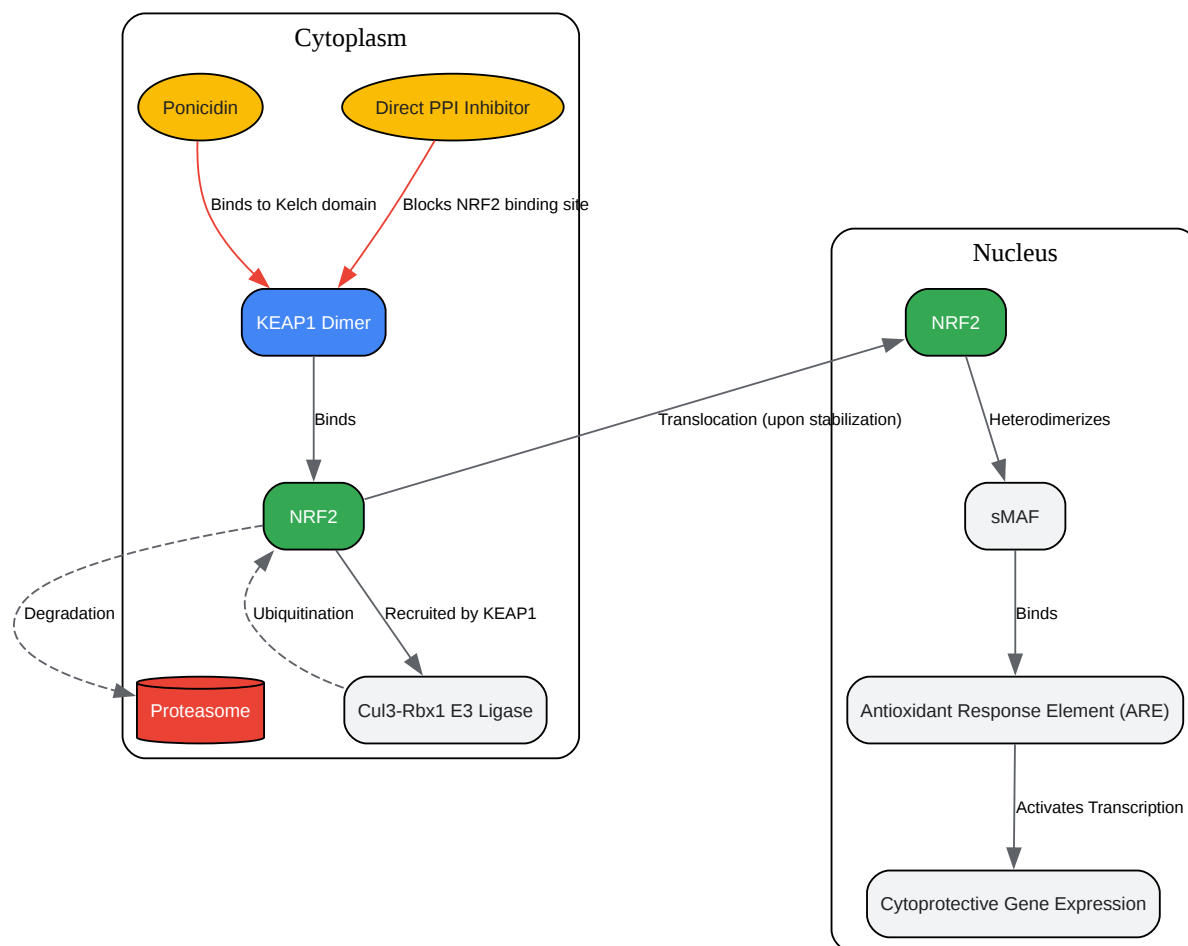 Cytoplasm
Ponicidin
Direct PPI Inhibitor
Binds to Kelch domain
Blocks NRF2 binding site
KEAP1 Dimer
Binds
NRF2
Degradation
Ubiquitination
Recruited by KEAP1
Proteasome
Cul3-Rbx1 E3 Ligase
Translocation (upon stabilization)
Nucleus
NRF2
Heterodimerizes
sMAF
Binds
Antioxidant Response Element (ARE)
Activates Transcription
Cytoprotective Gene Expression